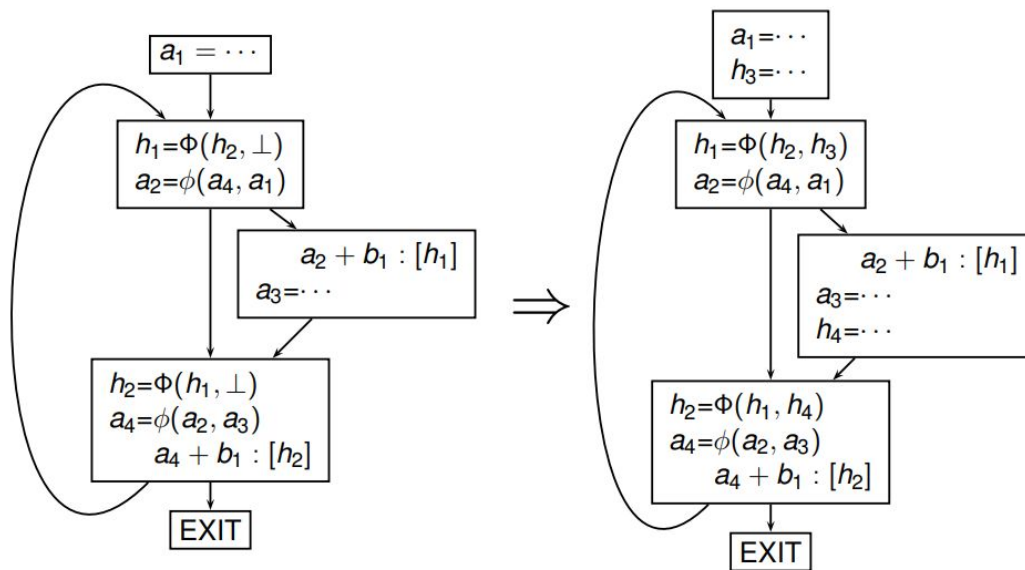 a₁ = ···
h₁=Φ(h₂, ⊥)
a₂=ϕ(a₄, a₁)
a₂ + b₁ : [h₁]
a₃=···
h₂=Φ(h₁, ⊥)
a₄=ϕ(a₂, a₃)
a₄ + b₁ : [h₂]
EXIT
⇒
a₁=···
h₃=···
h₁=Φ(h₂, h₃)
a₂=ϕ(a₄, a₁)
a₂ + b₁ : [h₁]
a₃=···
h₄=···
h₂=Φ(h₁, h₄)
a₄=ϕ(a₂, a₃)
a₄ + b₁ : [h₂]
EXIT